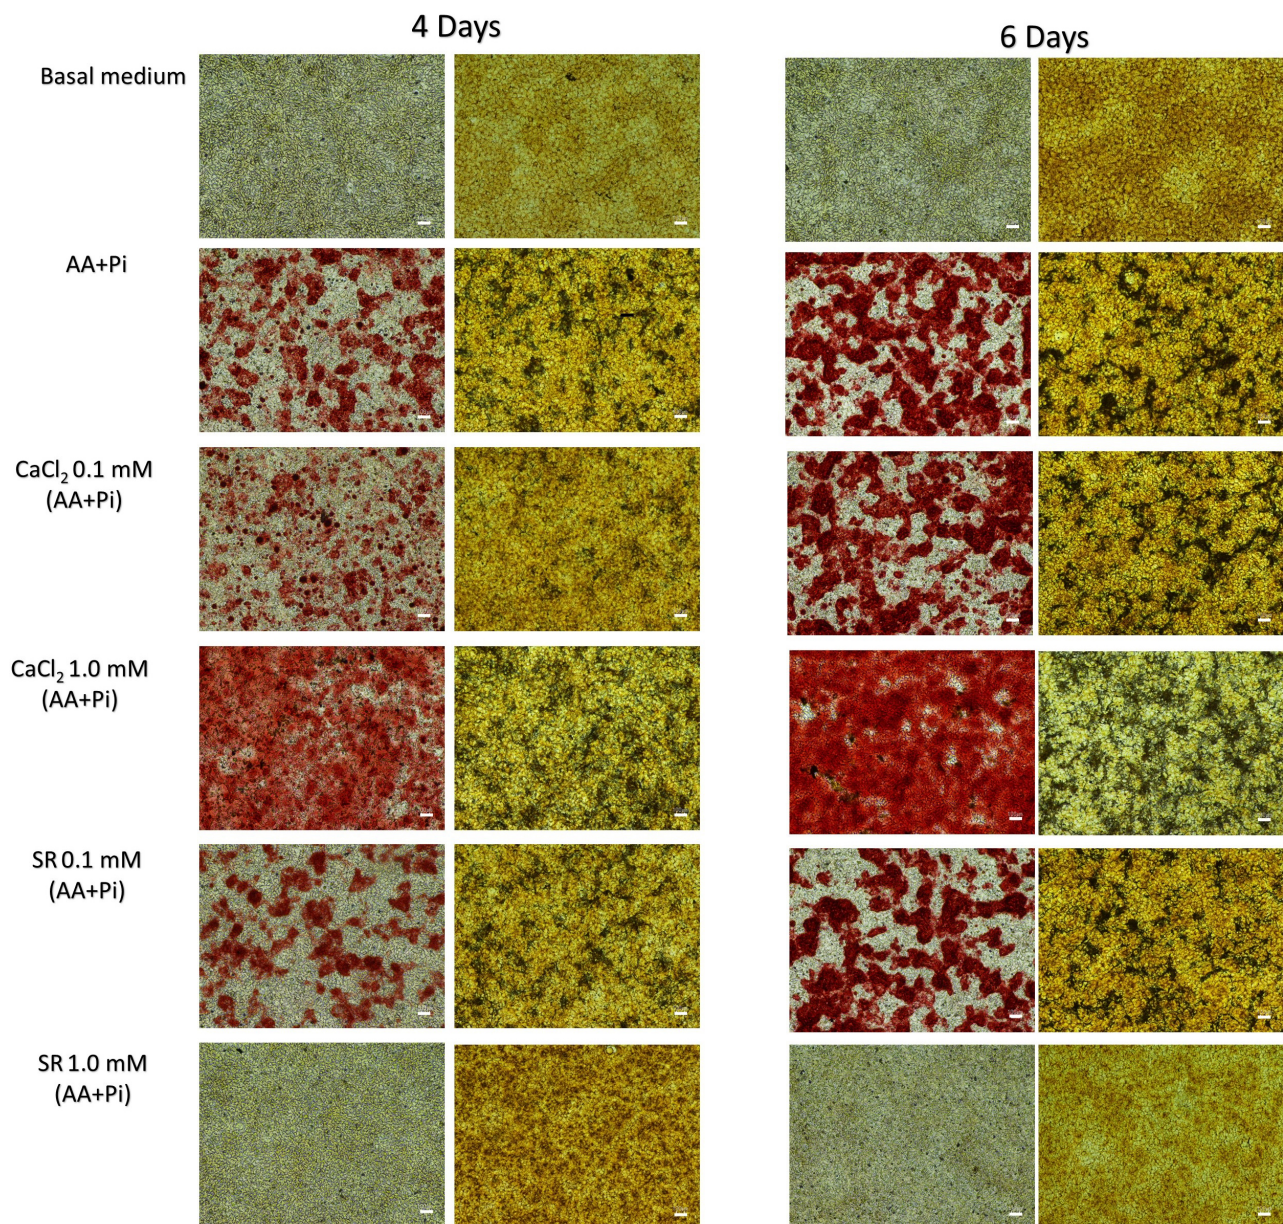 4 Days
6 Days
Basal medium
AA+Pi
CaCl₂ 0.1 mM
(AA+Pi)
CaCl₂ 1.0 mM
(AA+Pi)
SR 0.1 mM
(AA+Pi)
SR 1.0 mM
(AA+Pi)